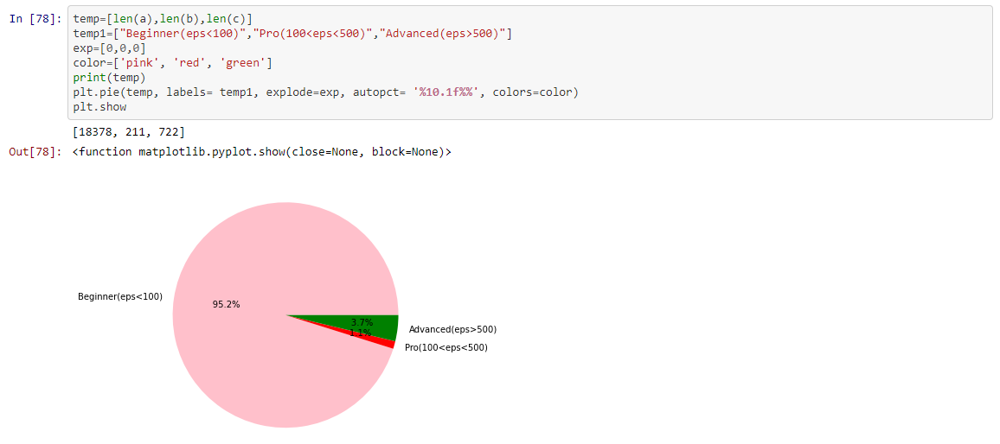 In [78]: temp=[len(a),len(b),len(c)]
temp1=["Beginner(eps<100)","Pro(100<eps<500)","Advanced(eps>500)"]
exp=[0,0,0]
color=['pink', 'red', 'green']
print(temp)
plt.pie(temp, labels= temp1, explode=exp, autopct= '%10.1f%%', colors=color)
plt.show
[18378, 211, 722]
Out[78]: <function matplotlib.pyplot.show(close=None, block=None)>
Beginner(eps<100)
95.2%
3.7%
1.1%
Advanced(eps>500)
Pro(100<eps<500)